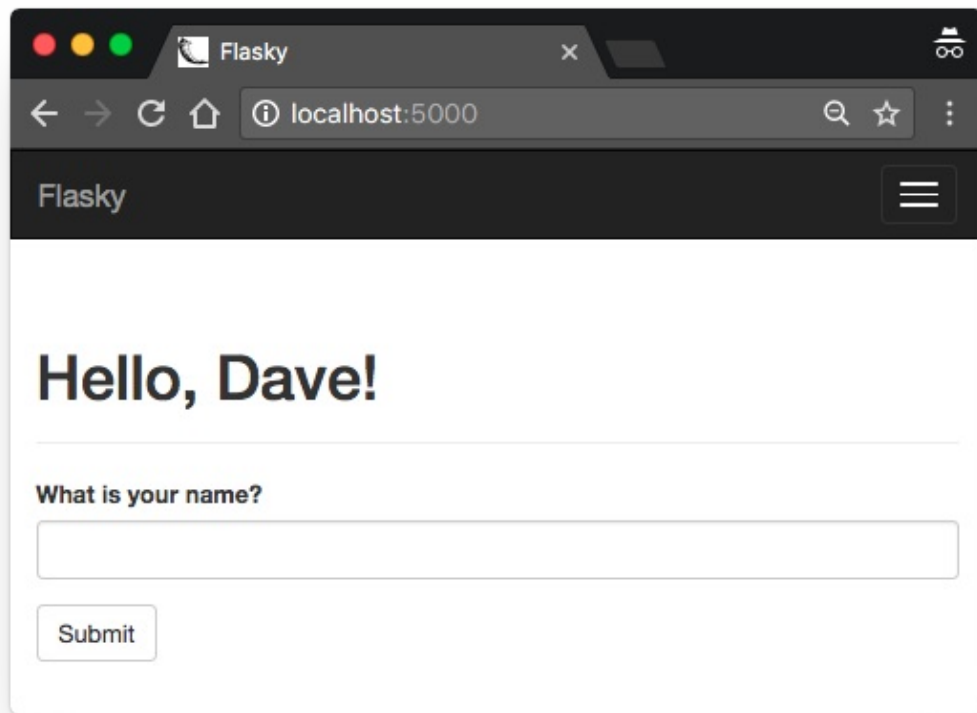 Flasky
localhost:5000
Flasky
Hello, Dave!
What is your name?
Submit